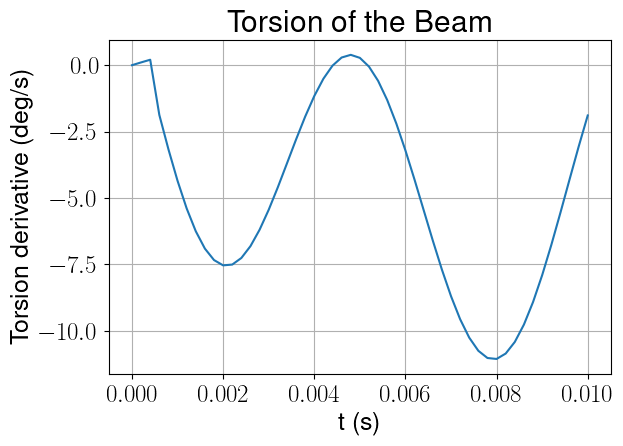 Torsion of the Beam
Torsion derivative (deg/s)
0.0
−2.5
−5.0
−7.5
−10.0
0.000 0.002 0.004 0.006 0.008 0.010
t (s)